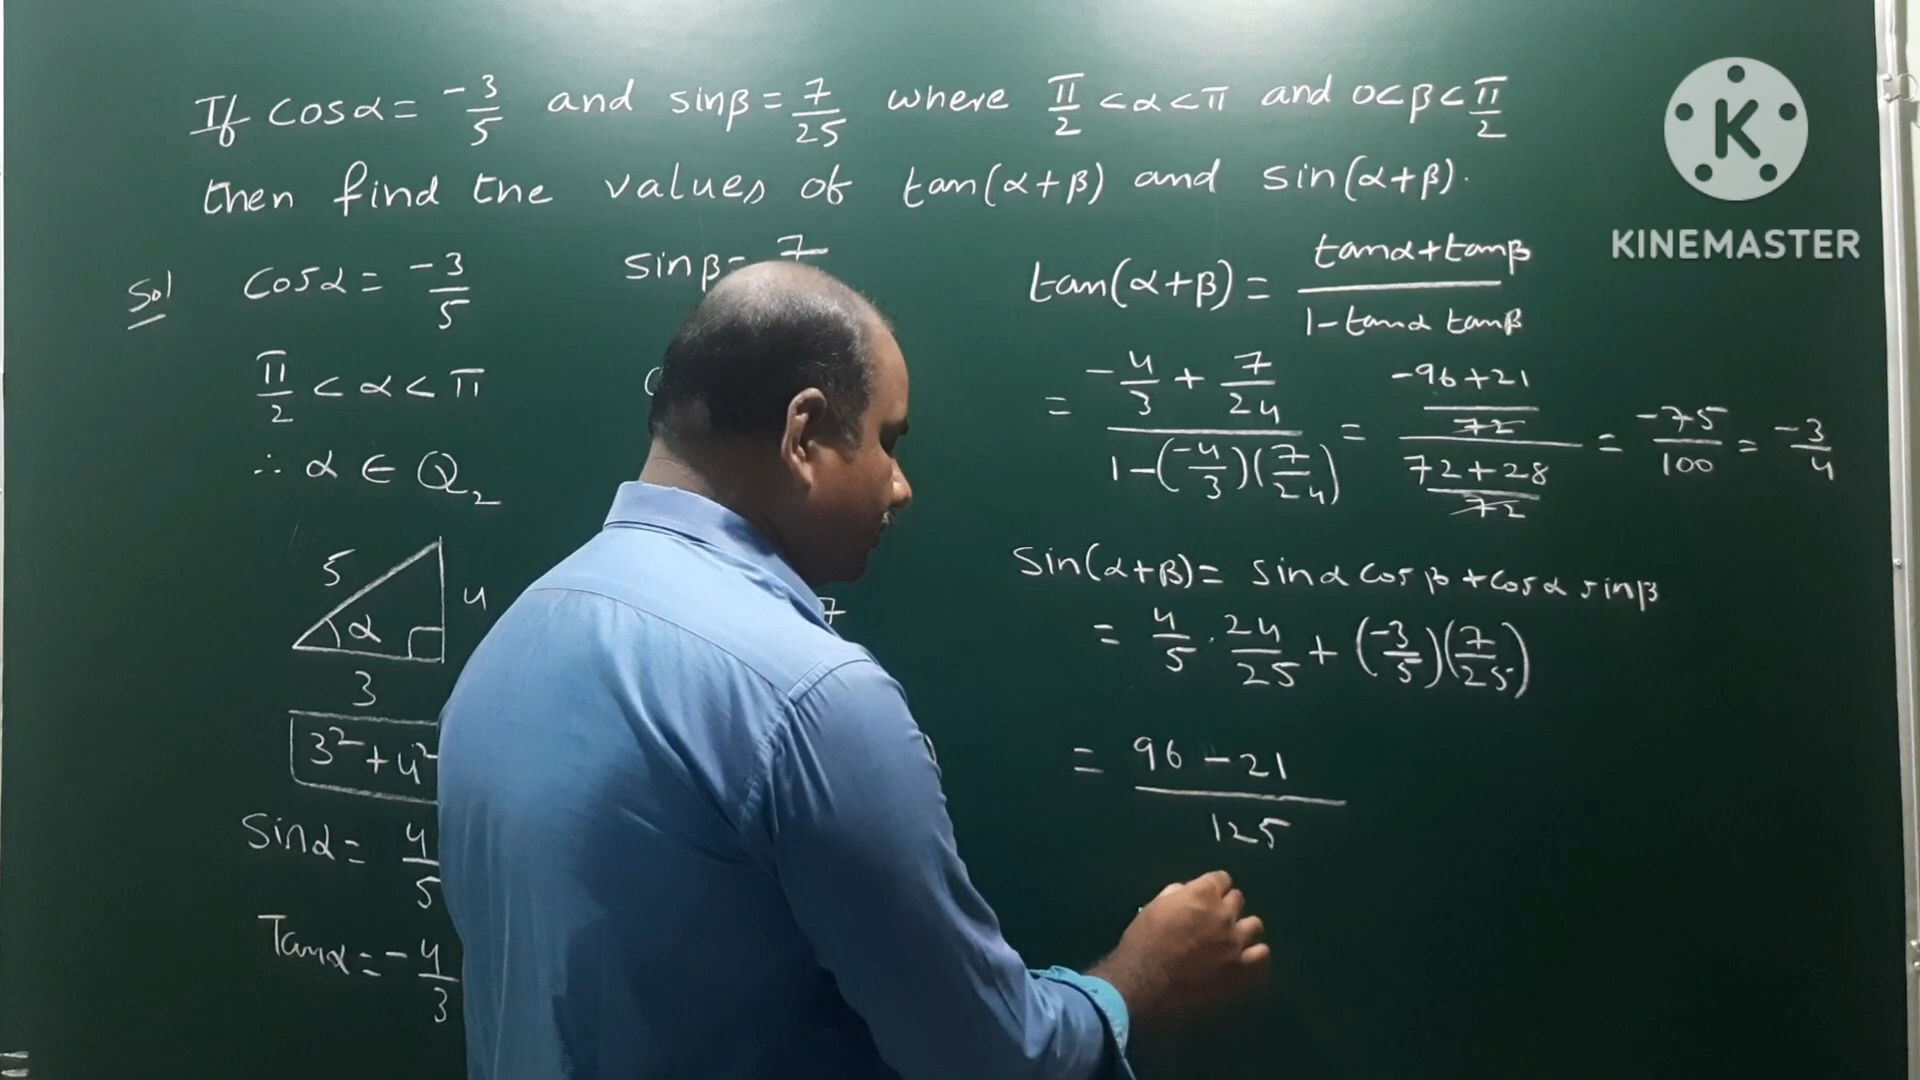 If cosα = -3/5 and sinβ = 7/25 where π/2 < α < π and 0 < β < π/2
then find the values of tan(α+β) and sin(α+β).
Sol
cosα = -3/5
π/2 < α < π
∴ α ∈ Q₂
5
4
α
3
3² + 4²
Sinα = 4/5
Tanα = -4/3
sinβ = 7
7
tan(α+β) = (tanα + tanβ)/(1 - tanα tanβ)
= (-4/3 + 7/24)/(1 - (-4/3)(7/24)) = ((-96+21)/72)/((72+28)/72) = -75/100 = -3/4
Sin(α+β) = sinα cosβ + cosα sinβ
= 4/5 . 24/25 + (-3/5)(7/25)
= (96 - 21)/125
K
KINEMASTER